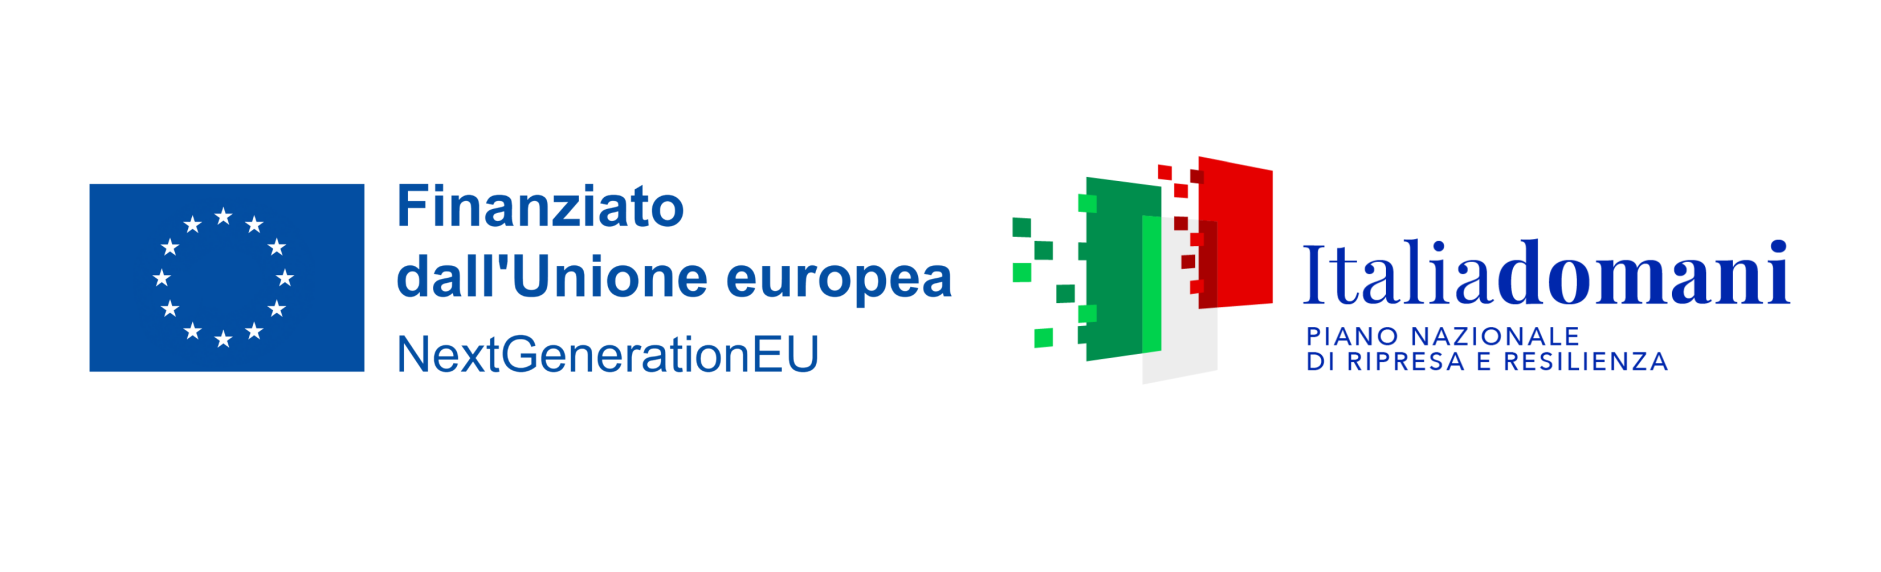 Finanziato
dall'Unione europea
NextGenerationEU
Italiadomani
PIANO NAZIONALE
DI RIPRESA E RESILIENZA